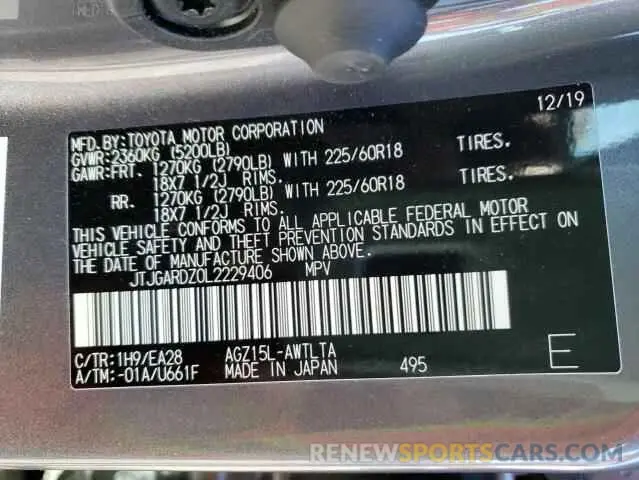 12/19
MFD.BY:TOYOTA MOTOR CORPORATION
GVWR:2360KG (5200LB)
GAWR:FRT. 1270KG (2790LB) WITH 225/60R18 TIRES.
18X7 1/2J RIMS.
RR. 1270KG (2790LB) WITH 225/60R18 TIRES.
18X7 1/2J RIMS.
THIS VEHICLE CONFORMS TO ALL APPLICABLE FEDERAL MOTOR
VEHICLE SAFETY AND THEFT PREVENTION STANDARDS IN EFFECT ON
THE DATE OF MANUFACTURE SHOWN ABOVE.
JTJGARDZ0L2229406 MPV
C/TR:1H9/EA28 AGZ15L-AWTLTA
A/TM:-01A/U661F MADE IN JAPAN 495 E
RENEWSPORTSCARS.COM